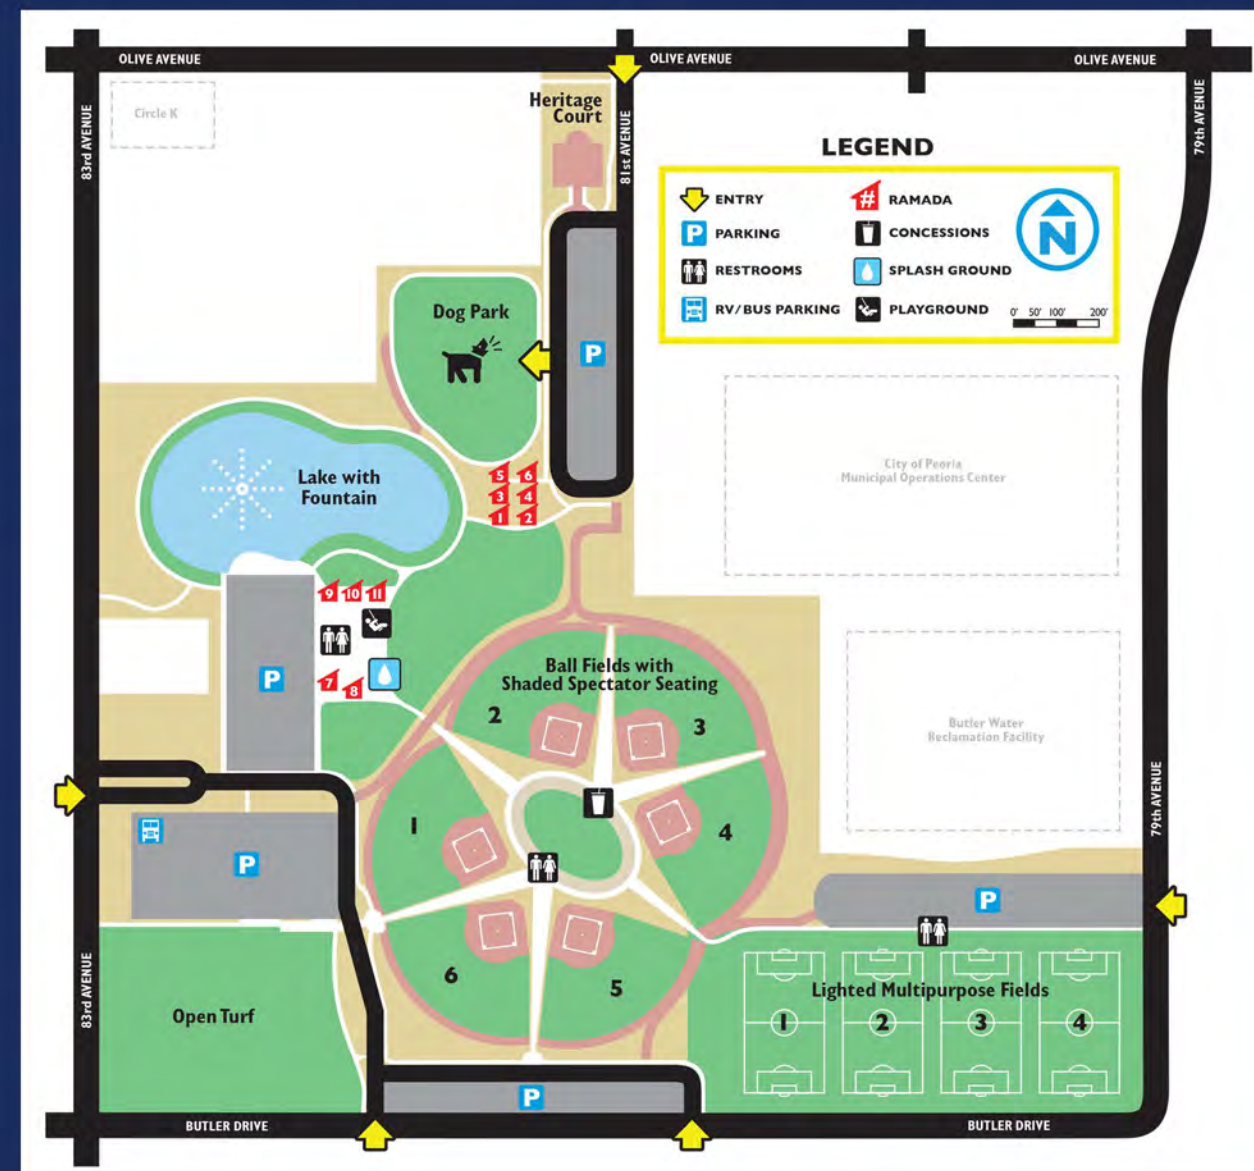 OLIVE AVENUE
OLIVE AVENUE
OLIVE AVENUE
Circle K
83rd AVENUE
Heritage
Court
81st AVENUE
79th AVENUE
LEGEND
ENTRY
# RAMADA
P PARKING
CONCESSIONS
RESTROOMS
SPLASH GROUND
RV/BUS PARKING
PLAYGROUND
N
0' 50' 100' 200'
Dog Park
P
Lake with
Fountain
5 6
3 4
1 2
City of Peoria
Municipal Operations Center
9 10 11
7 8
P
Ball Fields with
Shaded Spectator Seating
2
3
1
4
6
5
Butler Water
Reclamation Facility
79th AVENUE
P
P
83rd AVENUE
Open Turf
Lighted Multipurpose Fields
1 2 3 4
P
BUTLER DRIVE
BUTLER DRIVE